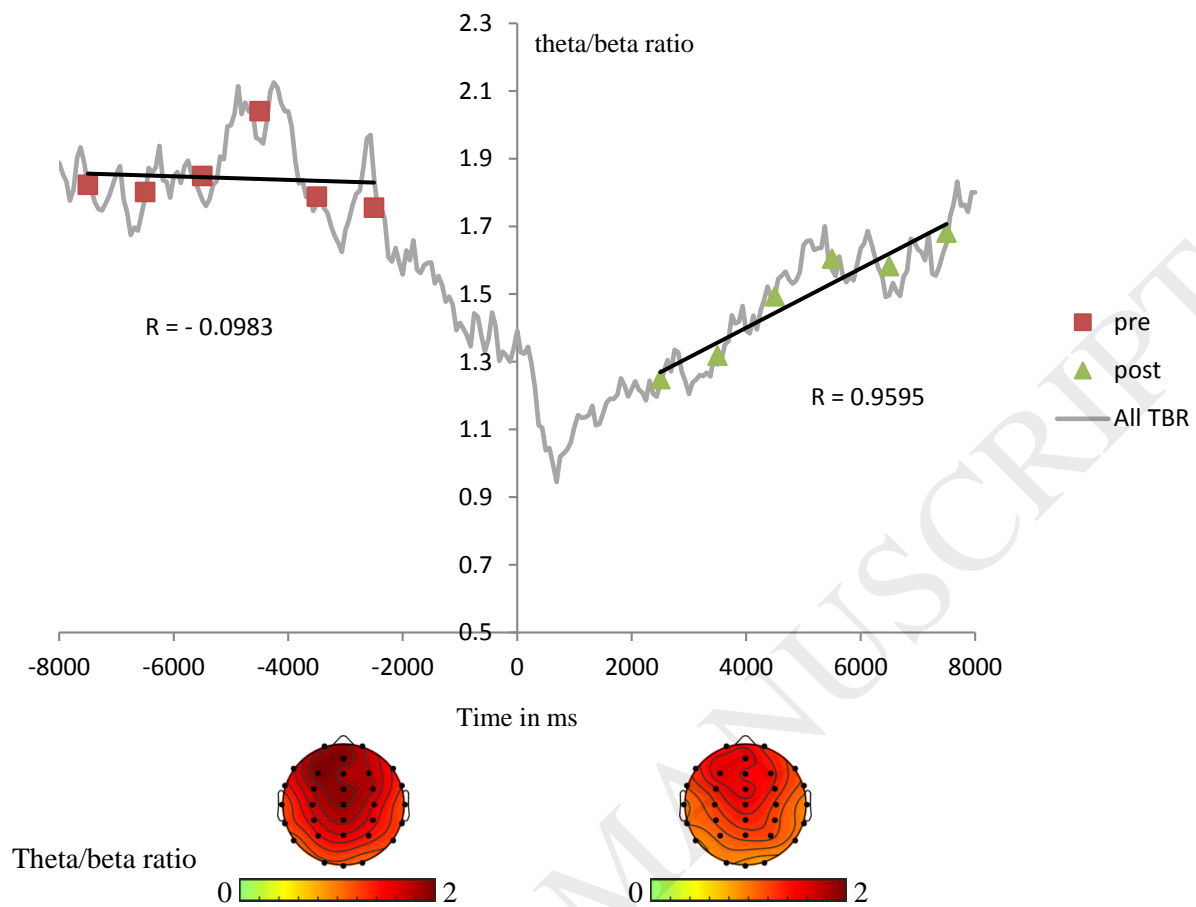 theta/beta ratio
2.3
2.1
1.9
1.7
1.5
1.3
1.1
0.9
0.7
0.5
R = - 0.0983
R = 0.9595
pre
post
All TBR
-8000 -6000 -4000 -2000 0 2000 4000 6000 8000
Time in ms
Theta/beta ratio
0 2 0 2
MANUSCRIPT